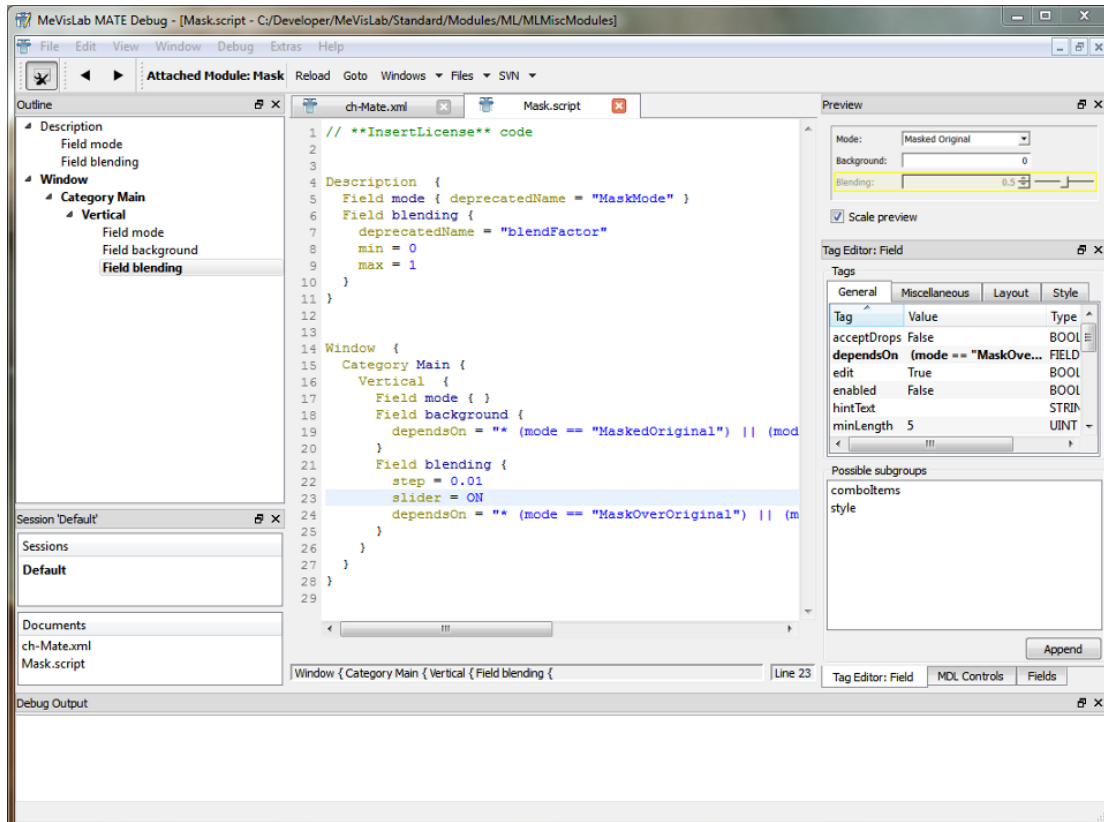 MeVisLab MATE Debug - [Mask.script - C:/Developer/MeVisLab/Standard/Modules/ML/MLMiscModules]
File Edit View Window Debug Extras Help
Attached Module: Mask Reload Goto Windows Files SVN
Outline
Description
Field mode
Field blending
Window
Category Main
Vertical
Field mode
Field background
Field blending
Session 'Default'
Sessions
Default
Documents
ch-Mate.xml
Mask.script
ch-Mate.xml Mask.script
1 // **InsertLicense** code
2
3
4 Description {
5 Field mode { deprecatedName = "MaskMode" }
6 Field blending {
7 deprecatedName = "blendFactor"
8 min = 0
9 max = 1
10 }
11 }
12
13
14 Window {
15 Category Main {
16 Vertical {
17 Field mode { }
18 Field background {
19 dependsOn = "* (mode == "MaskedOriginal") || (mod
20 }
21 Field blending {
22 step = 0.01
23 slider = ON
24 dependsOn = "* (mode == "MaskOverOriginal") || (m
25 }
26 }
27 }
28 }
29
Window { Category Main { Vertical { Field blending { Line 23
Preview
Mode: Masked Original
Background: 0
Blending: 0.5
Scale preview
Tag Editor: Field
Tags
General Miscellaneous Layout Style
Tag Value Type
acceptDrops False BOOL
dependsOn (mode == "MaskOve... FIELD
edit True BOOL
enabled False BOOL
hintText STRIN
minLength 5 UINT
Possible subgroups
comboItems
style
Append
Tag Editor: Field MDL Controls Fields
Debug Output